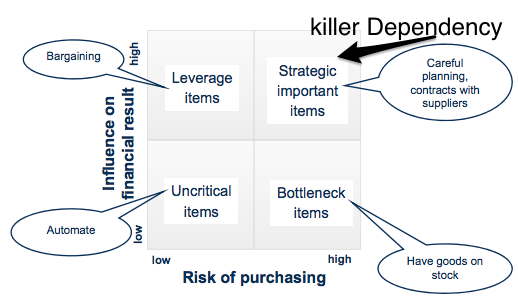 killer Dependency
Bargaining
high
Leverage
items
Strategic
important
items
Careful
planning,
contracts with
suppliers
Influence on
financial result
Uncritical
items
Bottleneck
items
Automate
low
Have goods on
stock
low
high
Risk of purchasing